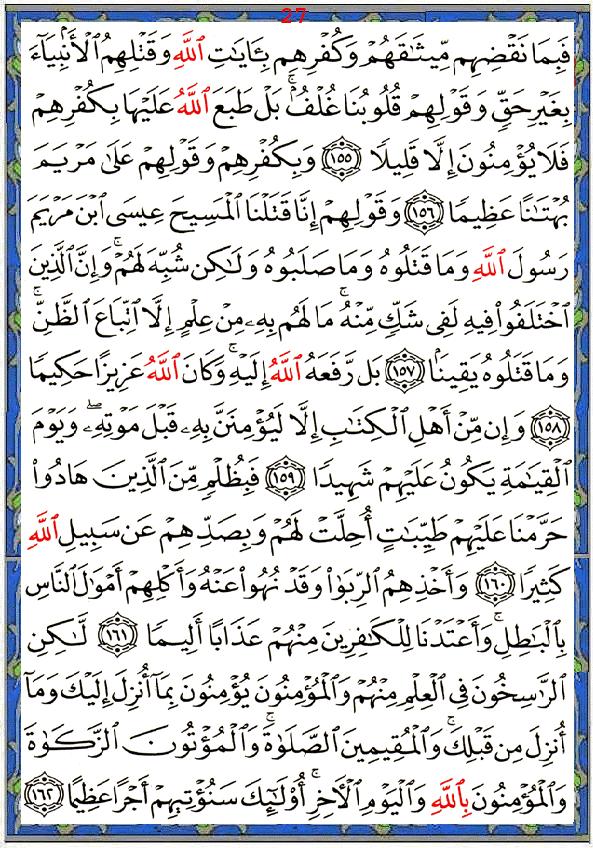 27
فَبِمَا نَقْضِهِم مِّيثَٰقَهُمْ وَكُفْرِهِم بِـَٔايَٰتِ ٱللَّهِ وَقَتْلِهِمُ ٱلْأَنۢبِيَآءَ
بِغَيْرِ حَقٍّ وَقَوْلِهِمْ قُلُوبُنَا غُلْفٌۢ ۚ بَلْ طَبَعَ ٱللَّهُ عَلَيْهَا بِكُفْرِهِمْ
فَلَا يُؤْمِنُونَ إِلَّا قَلِيلًا ﴿١٥٥﴾ وَبِكُفْرِهِمْ وَقَوْلِهِمْ عَلَىٰ مَرْيَمَ
بُهْتَٰنًا عَظِيمًا ﴿١٥٦﴾ وَقَوْلِهِمْ إِنَّا قَتَلْنَا ٱلْمَسِيحَ عِيسَى ٱبْنَ مَرْيَمَ
رَسُولَ ٱللَّهِ وَمَا قَتَلُوهُ وَمَا صَلَبُوهُ وَلَٰكِن شُبِّهَ لَهُمْ ۚ وَإِنَّ ٱلَّذِينَ
ٱخْتَلَفُوا۟ فِيهِ لَفِى شَكٍّ مِّنْهُ ۚ مَا لَهُم بِهِۦ مِنْ عِلْمٍ إِلَّا ٱتِّبَاعَ ٱلظَّنِّ ۚ
وَمَا قَتَلُوهُ يَقِينًۢا ﴿١٥٧﴾ بَل رَّفَعَهُ ٱللَّهُ إِلَيْهِ ۚ وَكَانَ ٱللَّهُ عَزِيزًا حَكِيمًا
﴿١٥٨﴾ وَإِن مِّنْ أَهْلِ ٱلْكِتَٰبِ إِلَّا لَيُؤْمِنَنَّ بِهِۦ قَبْلَ مَوْتِهِۦ ۖ وَيَوْمَ
ٱلْقِيَٰمَةِ يَكُونُ عَلَيْهِمْ شَهِيدًا ﴿١٥٩﴾ فَبِظُلْمٍ مِّنَ ٱلَّذِينَ هَادُوا۟
حَرَّمْنَا عَلَيْهِمْ طَيِّبَٰتٍ أُحِلَّتْ لَهُمْ وَبِصَدِّهِمْ عَن سَبِيلِ ٱللَّهِ
كَثِيرًا ﴿١٦٠﴾ وَأَخْذِهِمُ ٱلرِّبَوٰا۟ وَقَدْ نُهُوا۟ عَنْهُ وَأَكْلِهِمْ أَمْوَٰلَ ٱلنَّاسِ
بِٱلْبَٰطِلِ ۚ وَأَعْتَدْنَا لِلْكَٰفِرِينَ مِنْهُمْ عَذَابًا أَلِيمًا ﴿١٦١﴾ لَّٰكِنِ
ٱلرَّٰسِخُونَ فِى ٱلْعِلْمِ مِنْهُمْ وَٱلْمُؤْمِنُونَ يُؤْمِنُونَ بِمَآ أُنزِلَ إِلَيْكَ وَمَآ
أُنزِلَ مِن قَبْلِكَ ۚ وَٱلْمُقِيمِينَ ٱلصَّلَوٰةَ ۚ وَٱلْمُؤْتُونَ ٱلزَّكَوٰةَ
وَٱلْمُؤْمِنُونَ بِٱللَّهِ وَٱلْيَوْمِ ٱلْءَاخِرِ ۚ أُو۟لَٰٓئِكَ سَنُؤْتِيهِمْ أَجْرًا عَظِيمًا ﴿١٦٢﴾